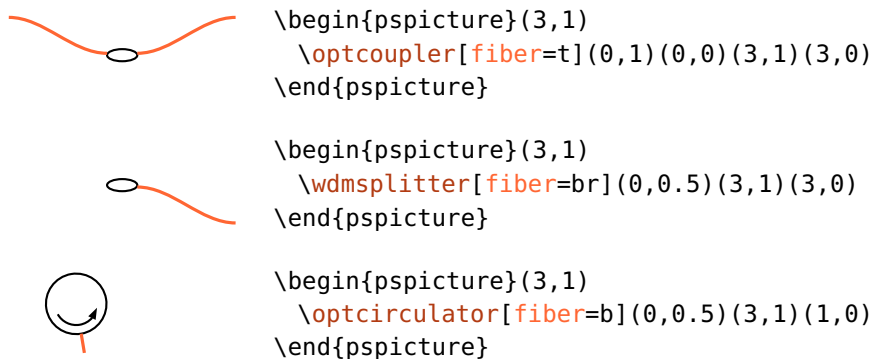 \begin{pspicture}(3,1)
  \optcoupler[fiber=t](0,1)(0,0)(3,1)(3,0)
\end{pspicture}
\begin{pspicture}(3,1)
  \wdmsplitter[fiber=br](0,0.5)(3,1)(3,0)
\end{pspicture}
\begin{pspicture}(3,1)
  \optcirculator[fiber=b](0,0.5)(3,1)(1,0)
\end{pspicture}